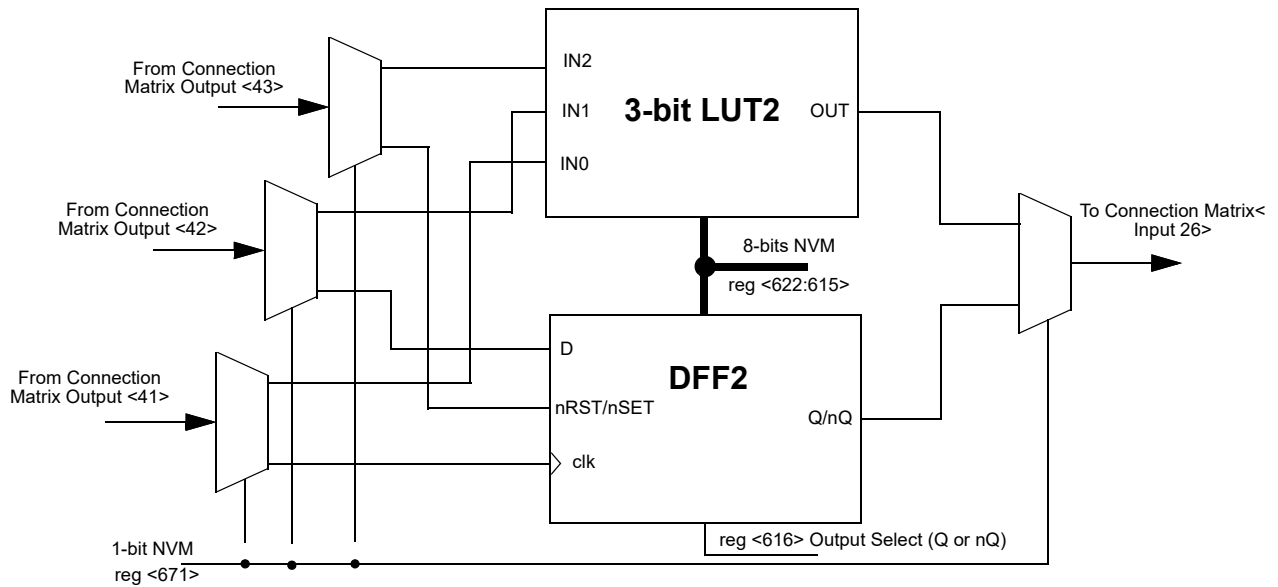 From Connection
Matrix Output <43>
IN2
IN1
IN0
3-bit LUT2
OUT
From Connection
Matrix Output <42>
To Connection Matrix<
Input 26>
8-bits NVM
reg <622:615>
From Connection
Matrix Output <41>
D
nRST/nSET
clk
DFF2
Q/nQ
reg <616> Output Select (Q or nQ)
1-bit NVM
reg <671>